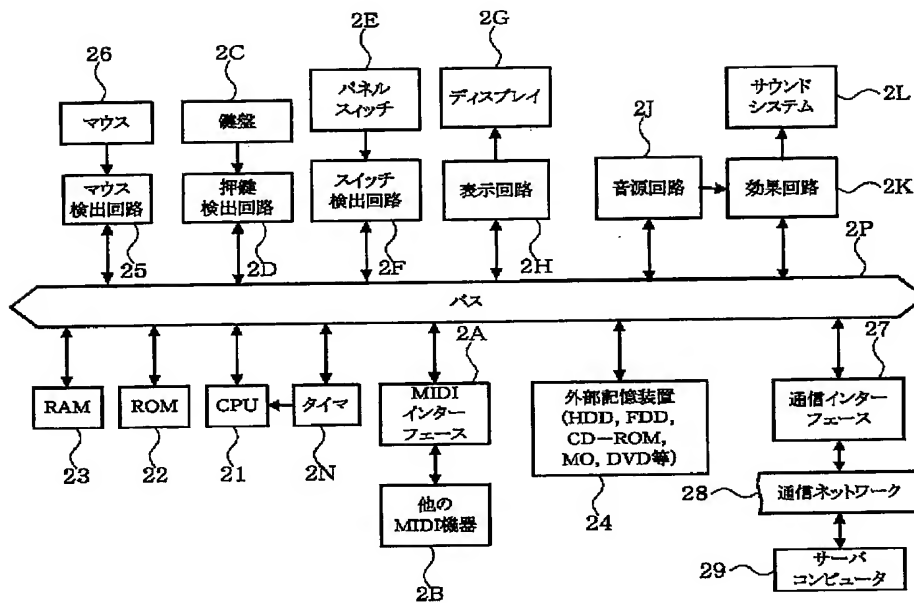 26
2C
2E
2G
マウス
鍵盤
パネル
スイッチ
ディスプレイ
2J
サウンド
システム
2L
マウス
検出回路
押鍵
検出回路
スイッチ
検出回路
表示回路
音源回路
効果回路
2K
25
2D
2F
2H
2P
バス
2A
27
RAM
ROM
CPU
タイマ
MIDI
インター
フェース
外部記憶装置
(HDD, FDD,
CD-ROM,
MO, DVD等)
通信インター
フェース
23
22
21
2N
24
28
通信ネットワーク
他の
MIDI機器
2B
29
サーバ
コンピュータ